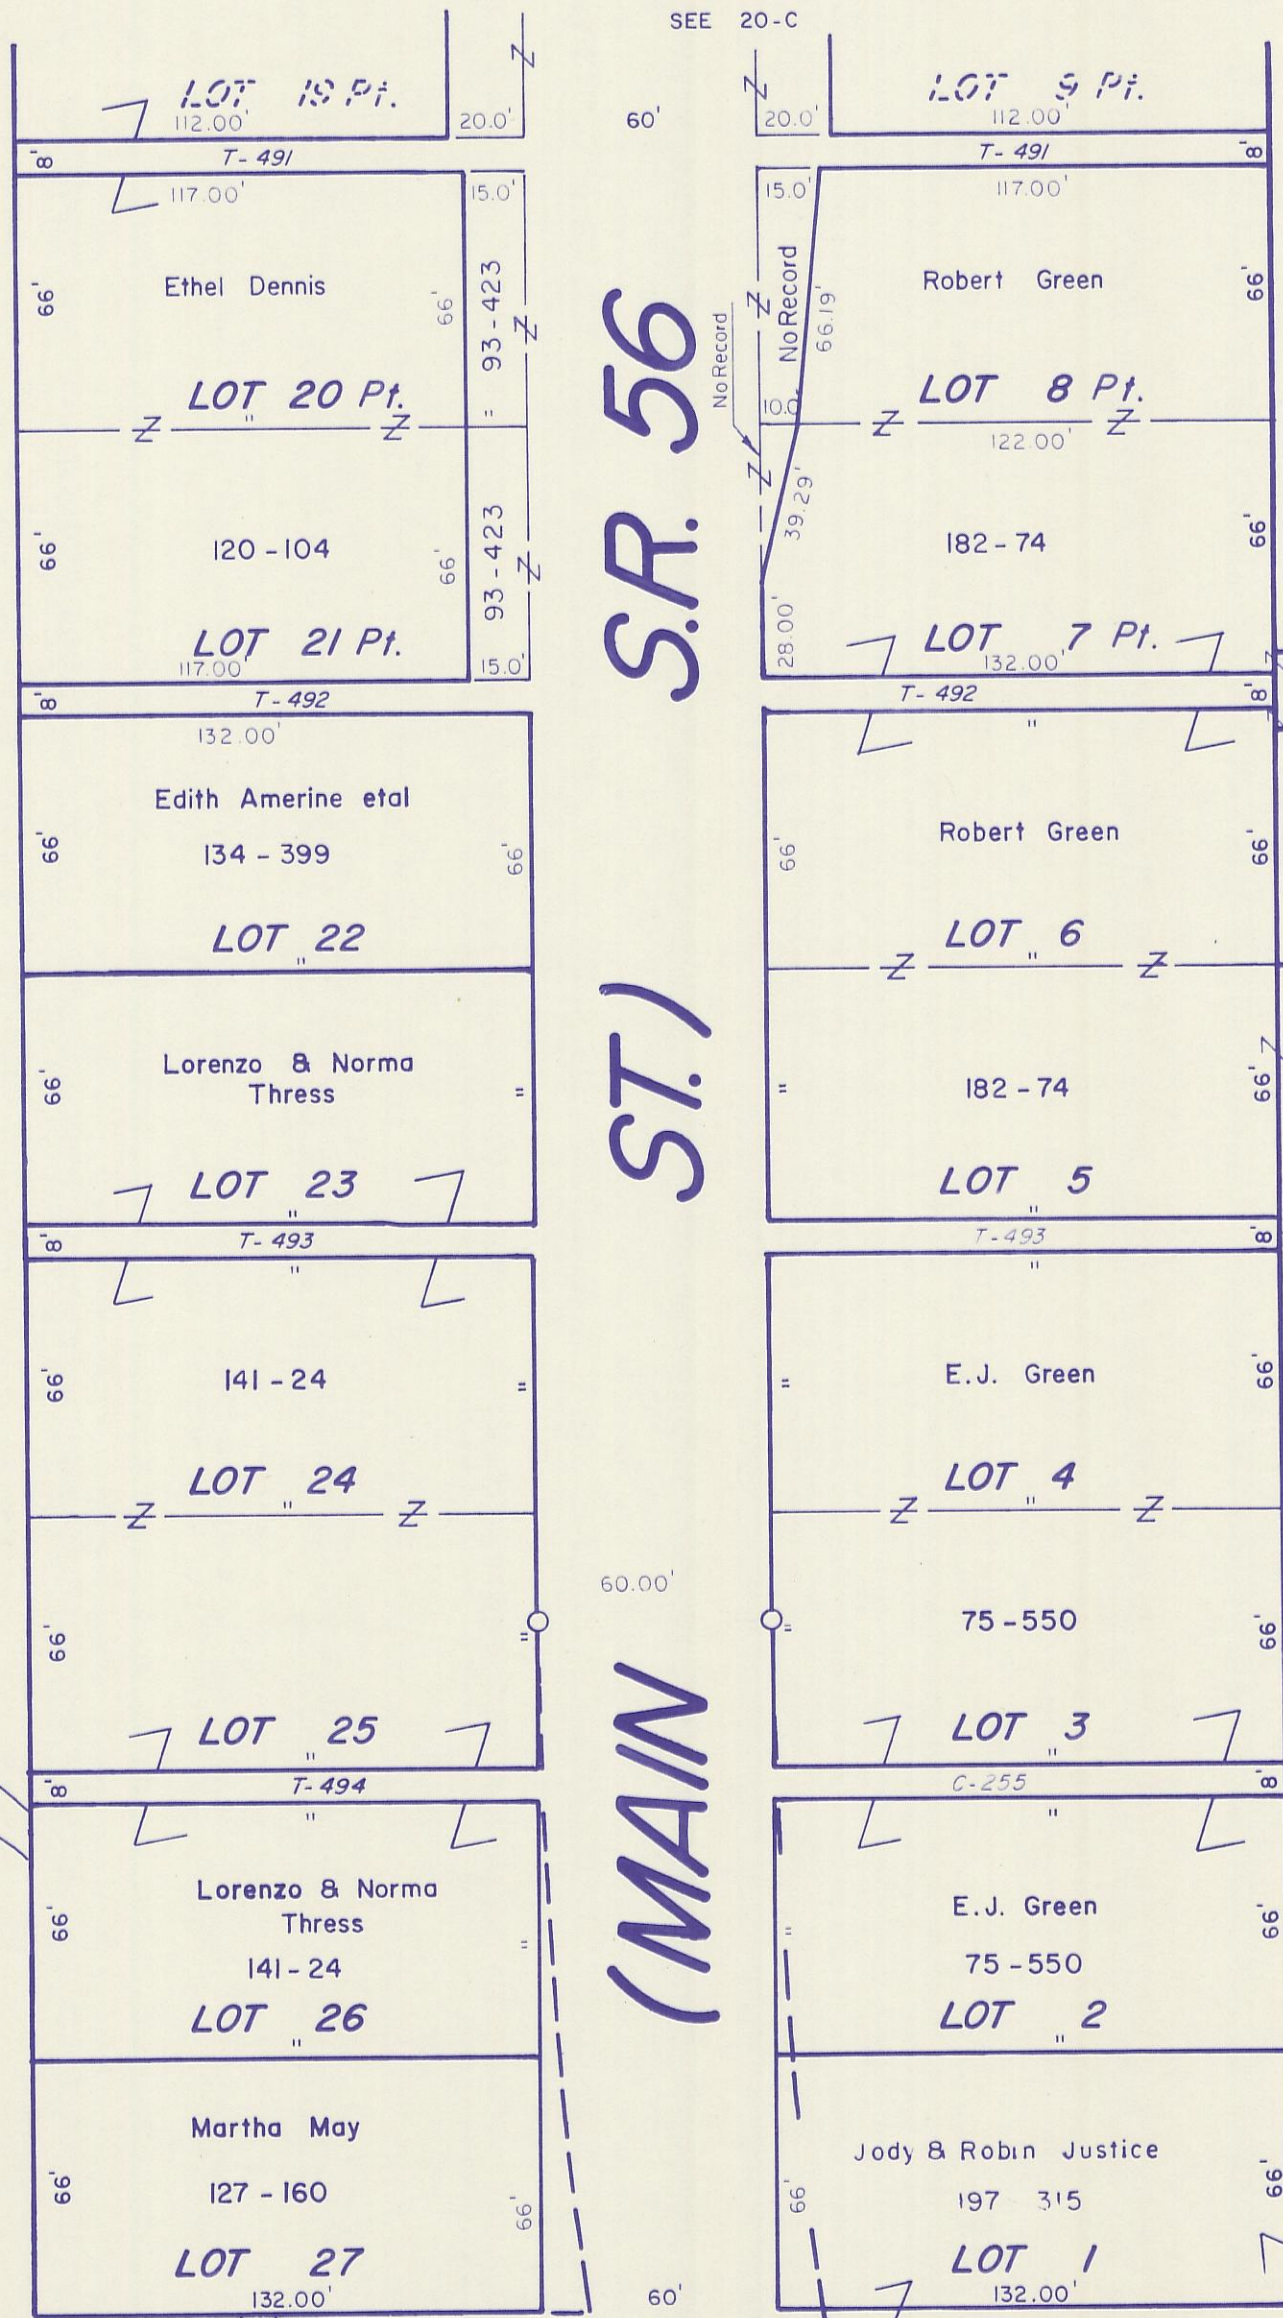 SEE 20-C
LOT 19 Pt.
112.00'
20.0'
60'
20.0'
LOT 9 Pt.
112.00'
8'
T-491
T-491
8'
117.00'
15.0'
15.0'
117.00'
Ethel Dennis
66'
66'
93-423
"
No Record
No Record
66.19'
Robert Green
66'
LOT 20 Pt.
"
10.0'
LOT 8 Pt.
122.00'
66'
120-104
66'
93-423
39.29'
182-74
66'
LOT 21 Pt.
117.00'
15.0'
28.00'
LOT 7 Pt.
132.00'
8'
T-492
T-492
8'
132.00'
"
Edith Amerine etal
66'
134-399
66'
LOT 22
"
Robert Green
66'
66'
LOT 6
"
Lorenzo & Norma
Thress
66'
"
LOT 23
"
"
182-74
66'
LOT 5
"
8'
T-493
T-493
8'
"
"
66'
141-24
"
LOT 24
"
"
E.J. Green
66'
LOT 4
"
66'
"
LOT 25
"
60.00'
"
75-550
66'
LOT 3
"
8'
T-494
C-255
8'
"
"
Lorenzo & Norma
Thress
66'
"
141-24
LOT 26
"
E.J. Green
"
66'
75-550
LOT 2
"
Martha May
66'
127-160
66'
LOT 27
132.00'
60'
Jody & Robin Justice
66'
197 315
66'
LOT 1
132.00'
(MAIN ST.) S.R. 56